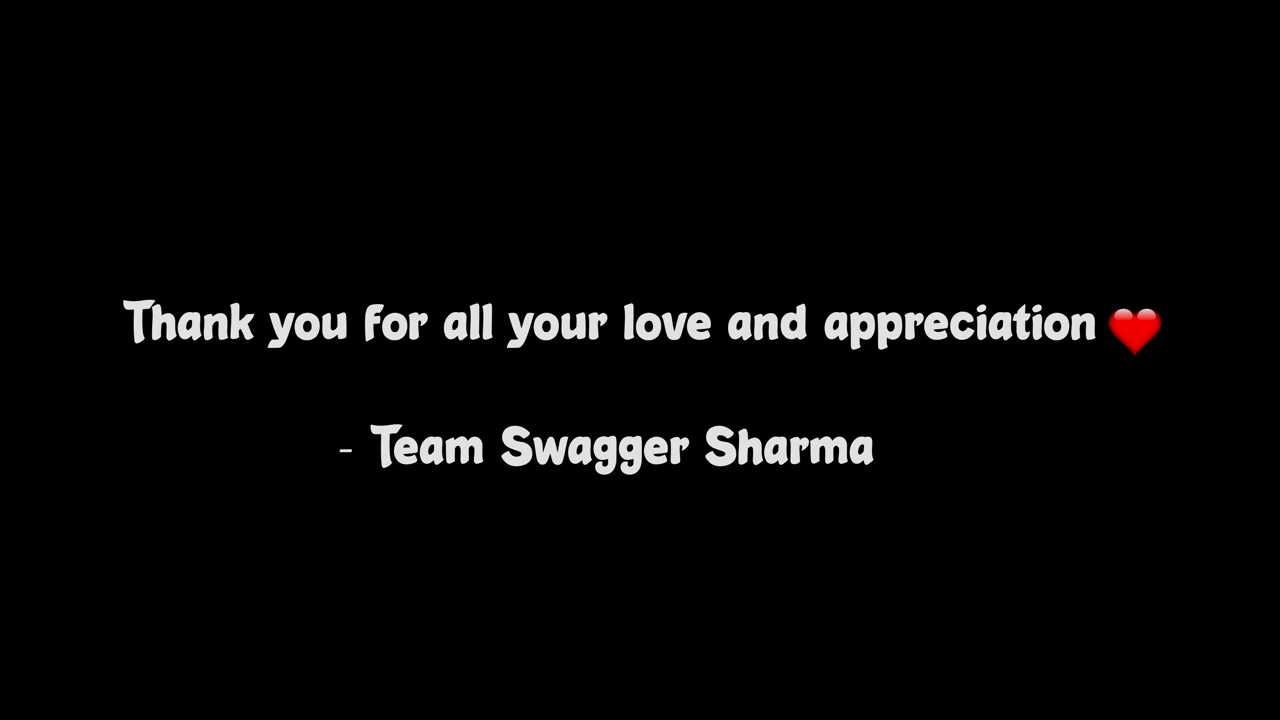 Thank you for all your love and appreciation ❤️
- Team Swagger Sharma